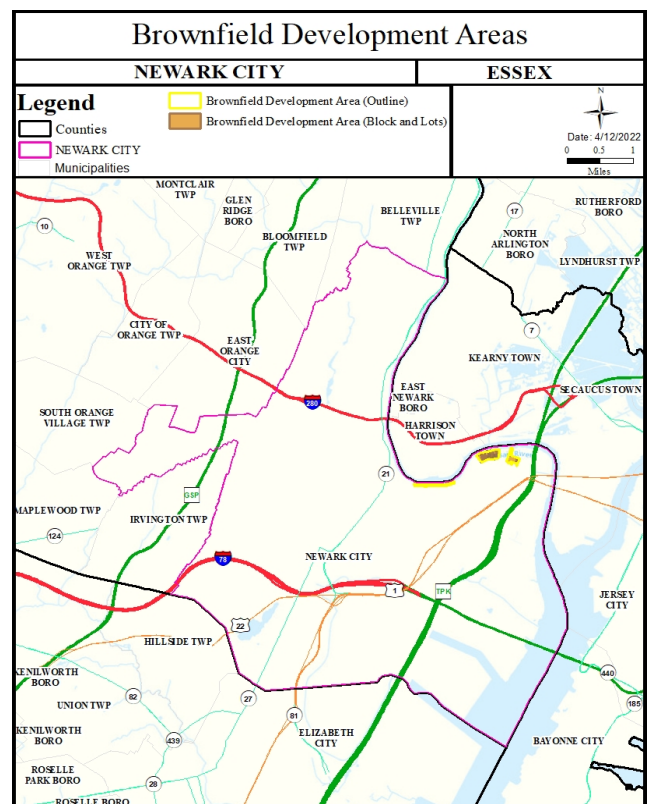 Brownfield Development Areas
NEWARK CITY
ESSEX
Legend
Counties
NEWARK CITY
Municipalities
Brownfield Development Area (Outline)
Brownfield Development Area (Block and Lots)
N
Date: 4/12/2022
0 0.5 1
Miles
MONTCLAIR
TWP
GLEN
RIDGE
BORO
BELLEVILLE
TWP
17
RUTHERFORD
BORO
10
BLOOMFIELD
TWP
NORTH
ARLINGTON
BORO
WEST
ORANGE TWP
LYNDHURST TWP
CITY OF
ORANGE TWP
7
EAST
ORANGE
CITY
KEARNY TOWN
EAST
NEWARK
BORO
SECAUCUS TOWN
280
SOUTH ORANGE
VILLAGE TWP
HARRISON
TOWN
21
GSP
MAPLEWOOD TWP
IRVINGTON TWP
124
NEWARK CITY
78
1
TPK
JERSEY
CITY
22
HILLSIDE TWP
KENILWORTH
BORO
440
82
27
UNION TWP
185
81
KENILWORTH
BORO
439
ELIZABETH
CITY
BAYONNE CITY
ROSELLE
PARK BORO
28
ROSELLE BORO